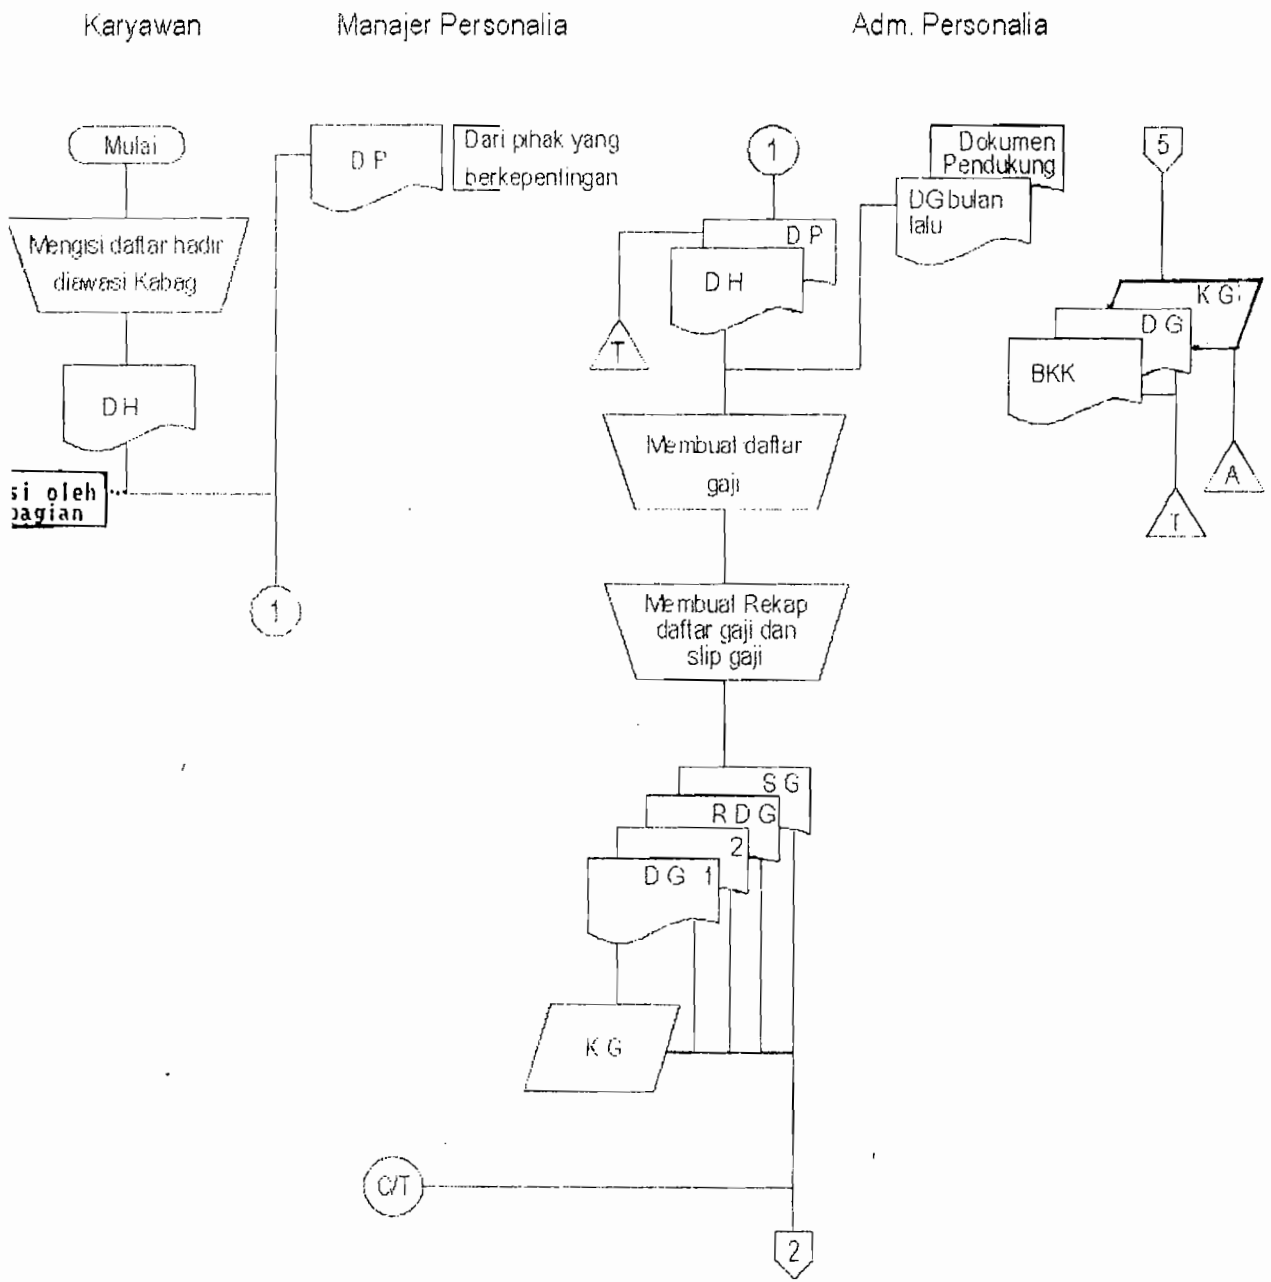 Karyawan
Manajer Personalia
Adm. Personalia
Mulai
D P
Dari pihak yang
berkepentingan
1
Dokumen
Pendukung
DG bulan
lalu
5
Mengisi daftar hadir
diawasi Kabag
D P
D H
T
K G
D G
BKK
A
T
D H
si oleh
bagian
1
Membuat daftar
gaji
Membuat Rekap
daftar gaji dan
slip gaji
S G
R D G
2
D G 1
K G
C/T
2